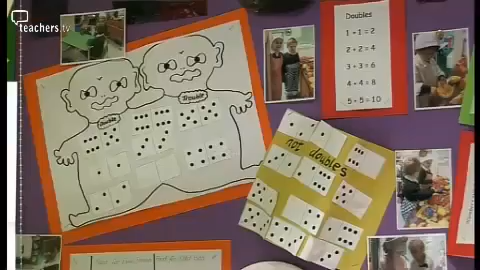 teachers.tv
Doubles
1 + 1 = 2
2 + 2 = 4
3 + 3 = 6
4 + 4 = 8
5 + 5 = 10
Double
Trouble
not doubles